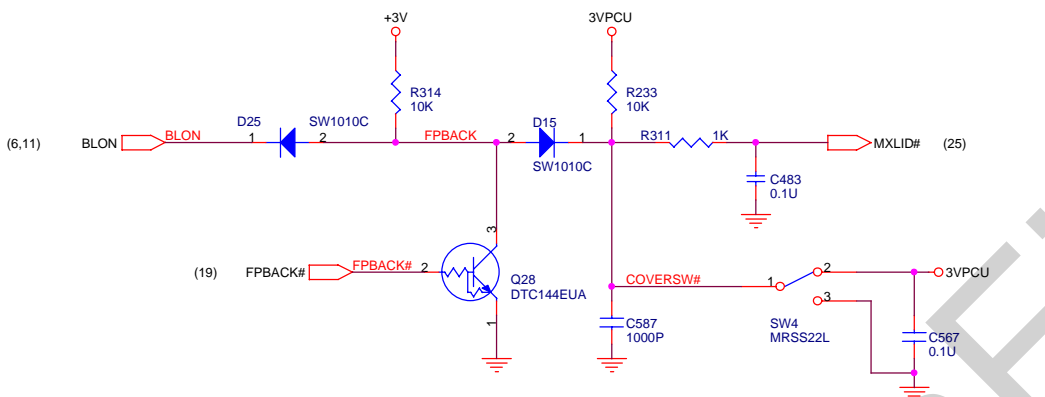 +3V
3VPCU
R314
10K
R233
10K
D25
SW1010C
D15
(6,11)
BLON
BLON
1
2
FPBACK
2
1
R311
1K
MXLID#
(25)
SW1010C
C483
0.1U
3
(19)
FPBACK#
FPBACK#
2
Q28
DTC144EUA
COVERSW#
1
2
3VPCU
3
1
C587
1000P
SW4
MRSS22L
C567
0.1U